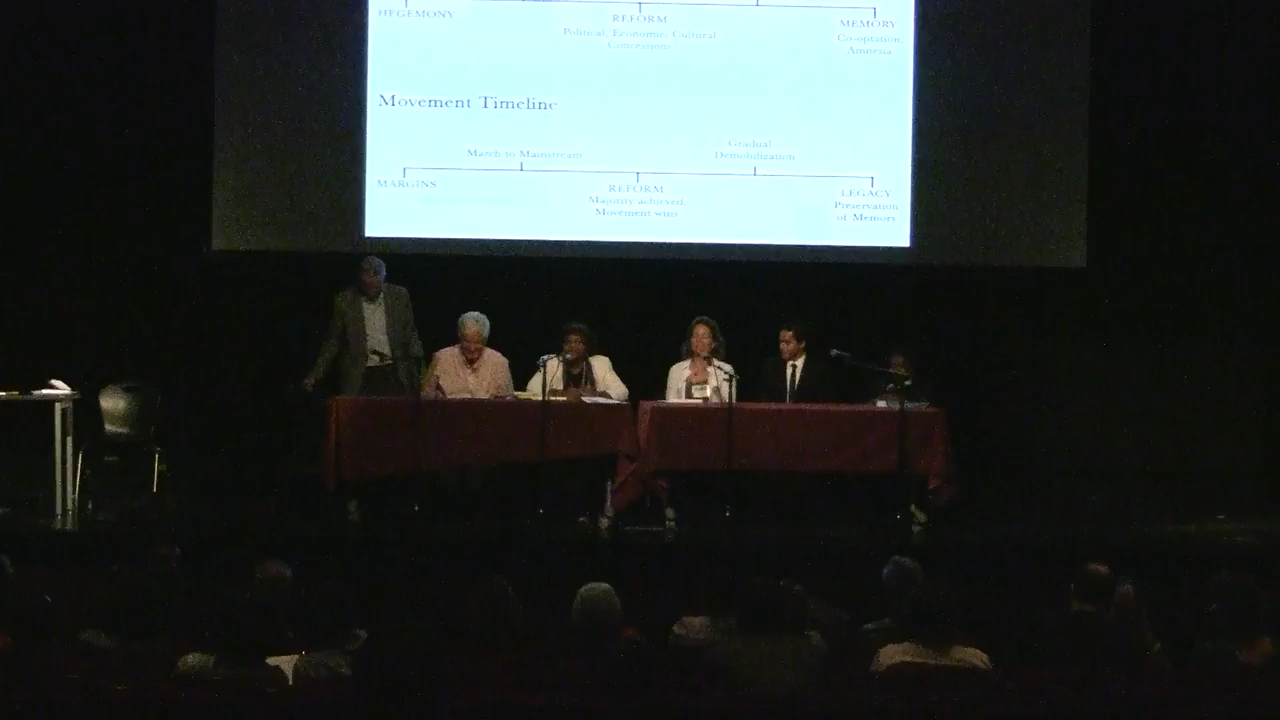 HEGEMONY
REFORM
Political, Economic, Cultural
Concessions
MEMORY
Co-optation,
Amnesia
Movement Timeline
March to Mainstream
Gradual
Demobilization
MARGINS
REFORM
Majority achieved,
Movement wins
LEGACY
Preservation
of Memory